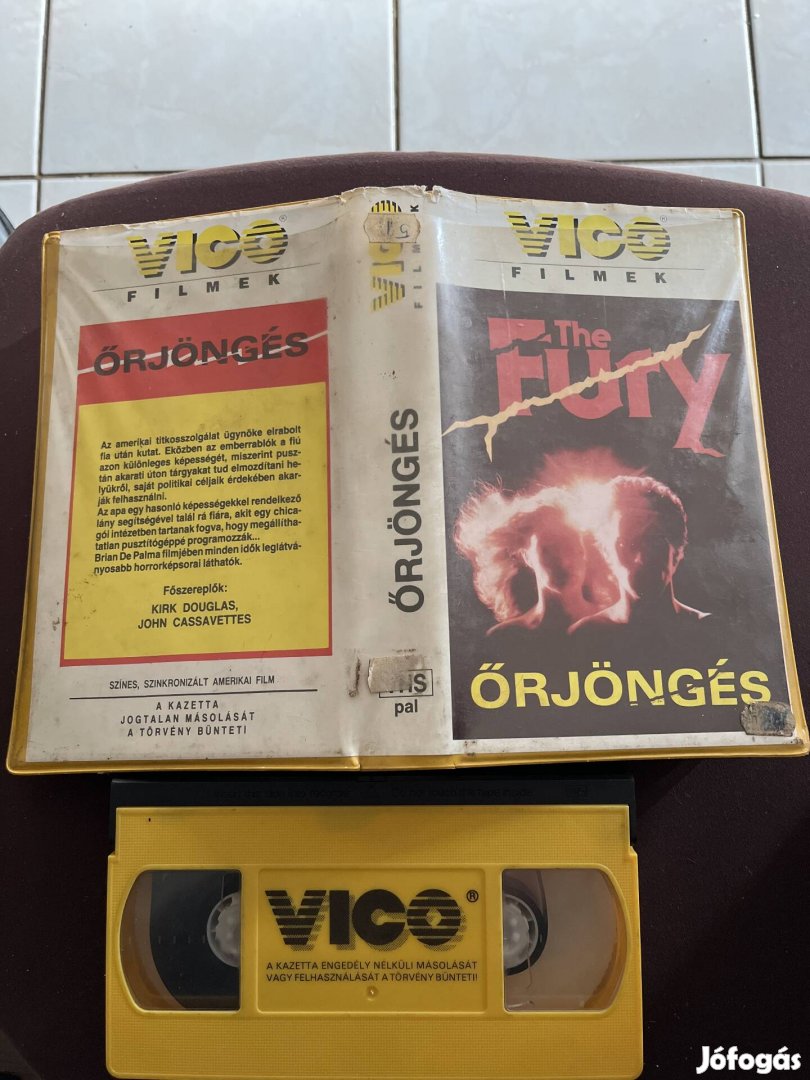 VICO®
FILMEK
ŐRJÖNGÉS
Az amerikai titkosszolgálat ügynöke elrabolt
fia után kutat. Eközben az emberrablók a fiú
azon különleges képességét, miszerint pusz-
tán akarati úton tárgyakat tud elmozdítani he-
lyükről, saját politikai céljaik érdekében akar-
ják felhasználni.
Az apa egy hasonló képességekkel rendelkező
lány segítségével talál rá fiára, akit egy chica-
gói intézetben tartanak fogva, hogy megállítha-
tatlan pusztítógéppé programozzák...
Brian De Palma filmjében minden idők leglátvá-
nyosabb horrorképsorai láthatók.
Főszereplők:
KIRK DOUGLAS,
JOHN CASSAVETTES
SZÍNES, SZINKRONIZÁLT AMERIKAI FILM
A KAZETTA
JOGTALAN MÁSOLÁSÁT
A TÖRVÉNY BÜNTETI
VICO
FILMEK
ŐRJÖNGÉS
VHS
pal
VICO®
FILMEK
The
Fury
ŐRJÖNGÉS
VICO®
A KAZETTA ENGEDÉLY NÉLKÜLI MÁSOLÁSÁT
VAGY FELHASZNÁLÁSÁT A TÖRVÉNY BÜNTETI!
Jófogás